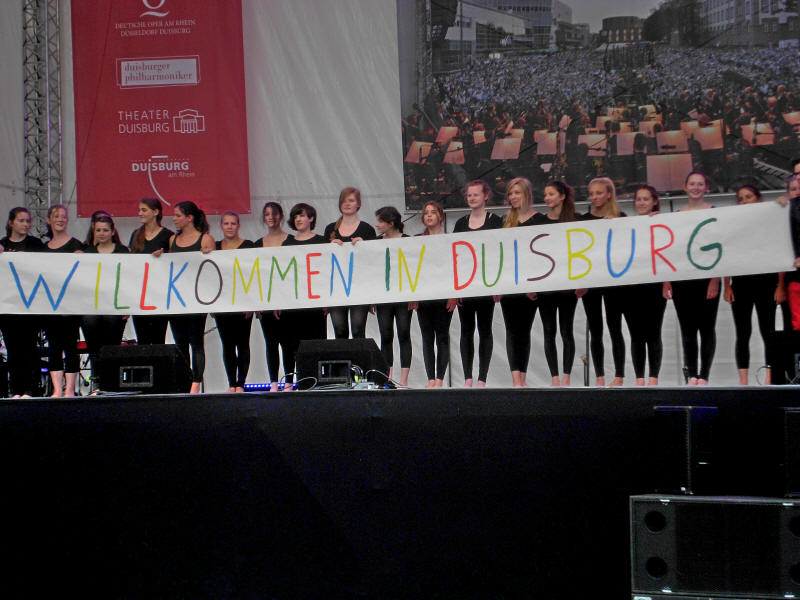 DEUTSCHE OPER AM RHEIN
DÜSSELDORF DUISBURG
duisburger
philharmoniker
THEATER
DUISBURG
DUISBURG
am Rhein
WILLKOMMEN IN DUISBURG